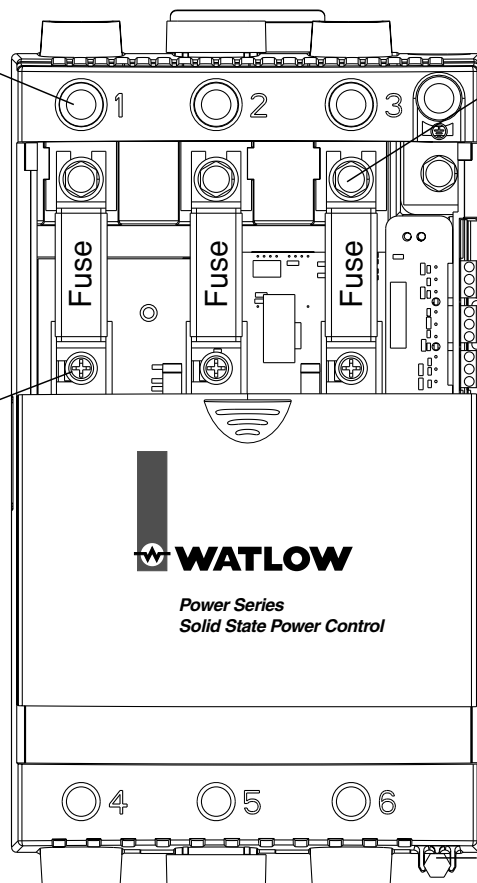 1 2 3
Fuse Fuse Fuse
WATLOW
Power Series
Solid State Power Control
4 5 6